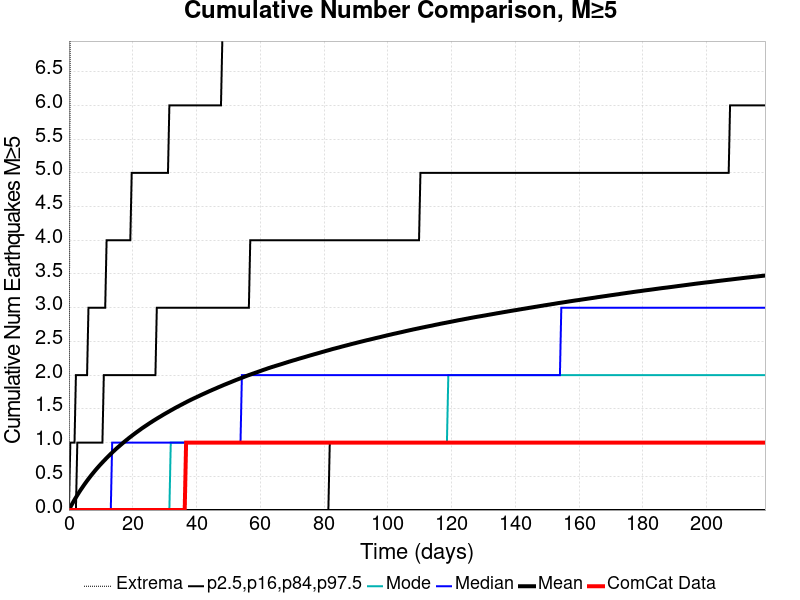 Cumulative Number Comparison, M≥5
Cumulative Num Earthquakes M≥5
6.5
6.0
5.5
5.0
4.5
4.0
3.5
3.0
2.5
2.0
1.5
1.0
0.5
0.0
0 20 40 60 80 100 120 140 160 180 200
Time (days)
Extrema p2.5,p16,p84,p97.5 Mode Median Mean ComCat Data